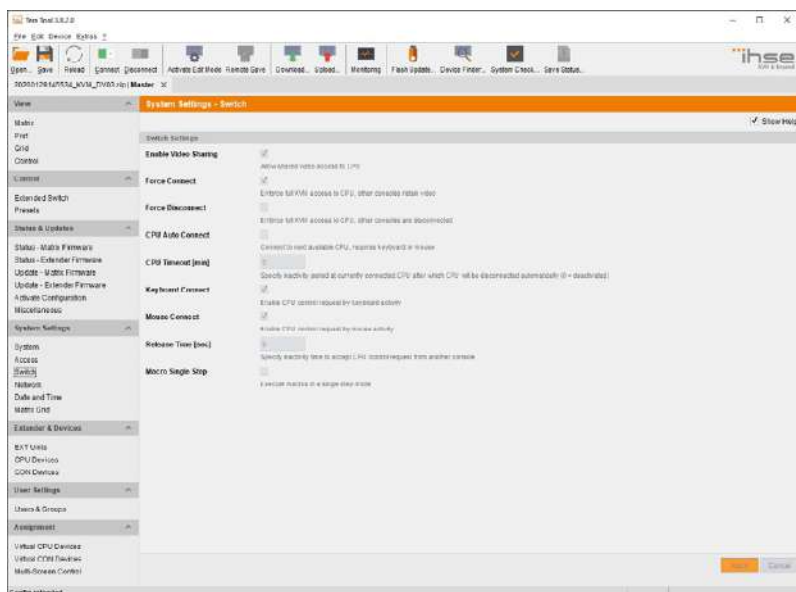 Tera Tool 3.8.2.0
File Edit Device Extras ?
Open... Save Reload Connect Disconnect Activate Edit Mode Remote Save Download... Upload... Monitoring Flash Update... Device Finder... System Check... Save Status...
ihse
Master
View
Matrix
Port
Grid
Control
Control
Extended Switch
Presets
Status & Updates
Status - Matrix Firmware
Status - Extender Firmware
Update - Matrix Firmware
Update - Extender Firmware
Activate Configuration
Miscellaneous
System Settings
System
Access
Switch
Network
Date and Time
Matrix Grid
Extender & Devices
EXT Units
CPU Devices
CON Devices
User Settings
Users & Groups
Assignment
Virtual CPU Devices
Virtual CON Devices
Multi-Screen Control
System Settings - Switch
Show Help
Switch Settings
Enable Video Sharing
Allow shared video access to CPU
Force Connect
Enforce full KVM access to CPU, other consoles retain video
Force Disconnect
Enforce full KVM access to CPU, other consoles are disconnected
CPU Auto Connect
Connect to next available CPU, requires keyboard or mouse
CPU Timeout [min]
Specify inactivity period at currently connected CPU after which CPU will be disconnected automatically (0 = deactivated)
Keyboard Connect
Enable CPU control request by keyboard activity
Mouse Connect
Enable CPU control request by mouse activity
Release Time [sec]
Specify inactivity time to accept CPU control request from another console
Macro Single Step
Execute macros in a single step mode
Cancel